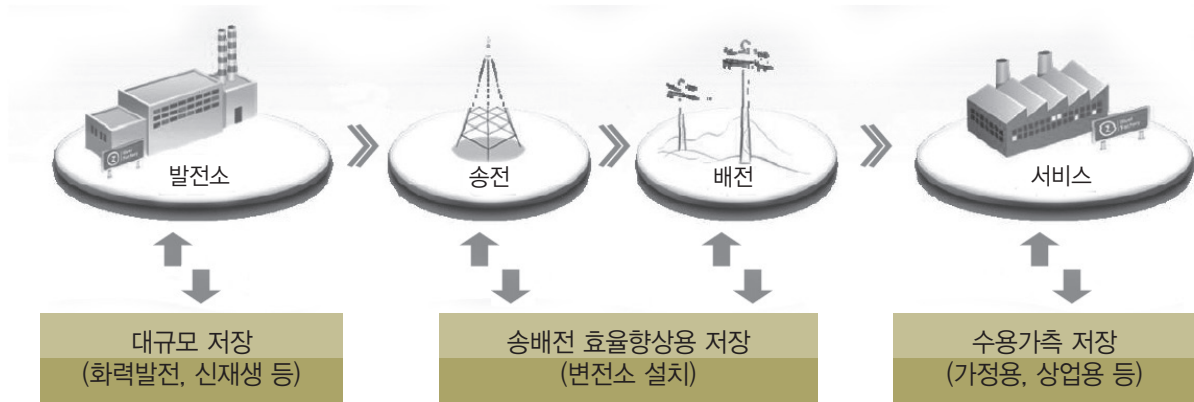 발전소
송전
배전
서비스
대규모 저장
(화력발전, 신재생 등)
송배전 효율향상용 저장
(변전소 설치)
수용가측 저장
(가정용, 상업용 등)